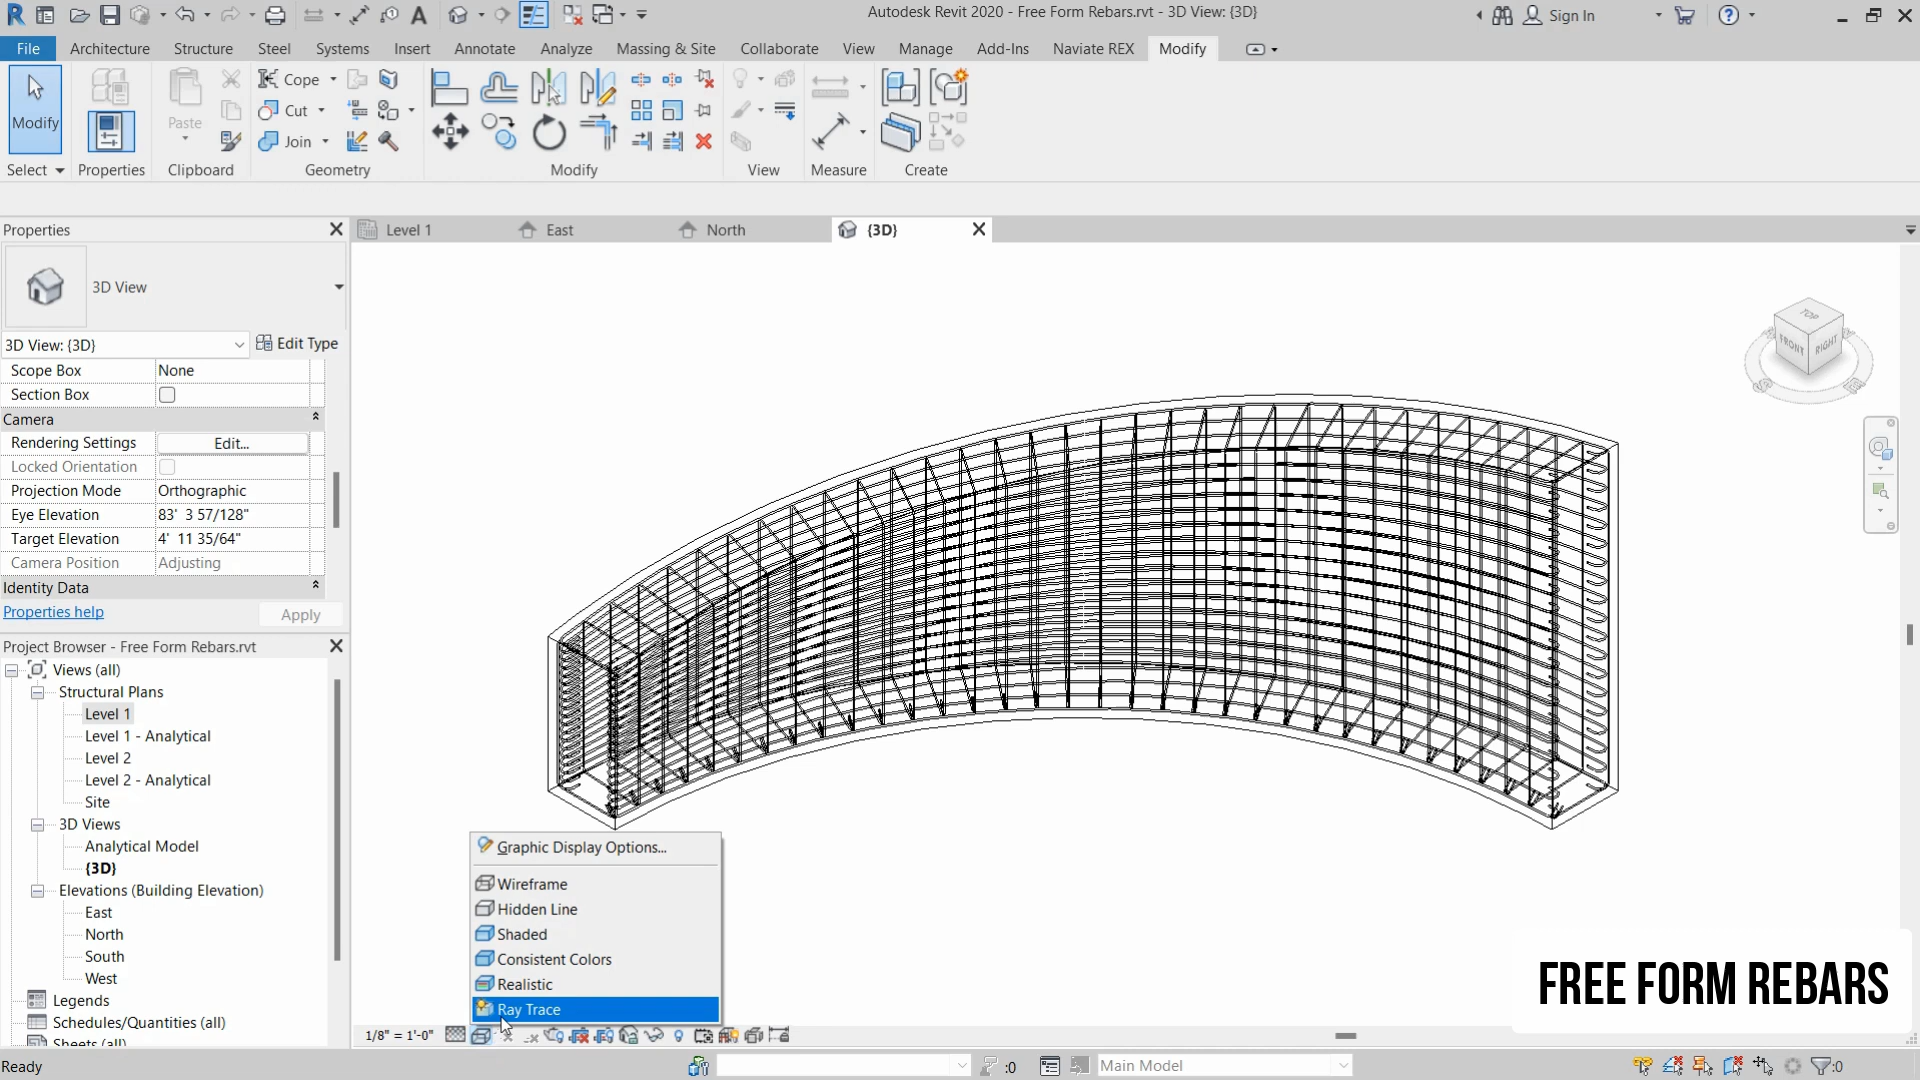 Autodesk Revit 2020 - Free Form Rebars.rvt - 3D View: {3D}
Sign In
File Architecture Structure Steel Systems Insert Annotate Analyze Massing & Site Collaborate View Manage Add-Ins Naviate REX Modify
Modify
Paste
Cope
Cut
Join
Select Properties Clipboard Geometry Modify View Measure Create
Properties
Level 1 East North {3D}
3D View
3D View: {3D} Edit Type
Scope Box None
Section Box
Camera
Rendering Settings Edit...
Locked Orientation
Projection Mode Orthographic
Eye Elevation 83' 3 57/128"
Target Elevation 4' 11 35/64"
Camera Position Adjusting
Identity Data
Properties help Apply
Project Browser - Free Form Rebars.rvt
Views (all)
Structural Plans
Level 1
Level 1 - Analytical
Level 2
Level 2 - Analytical
Site
3D Views
Analytical Model
{3D}
Elevations (Building Elevation)
East
North
South
West
Legends
Schedules/Quantities (all)
Sheets (all)
TOP
FRONT RIGHT
Graphic Display Options...
Wireframe
Hidden Line
Shaded
Consistent Colors
Realistic
Ray Trace
FREE FORM REBARS
1/8" = 1'-0"
Ready :0 Main Model :0